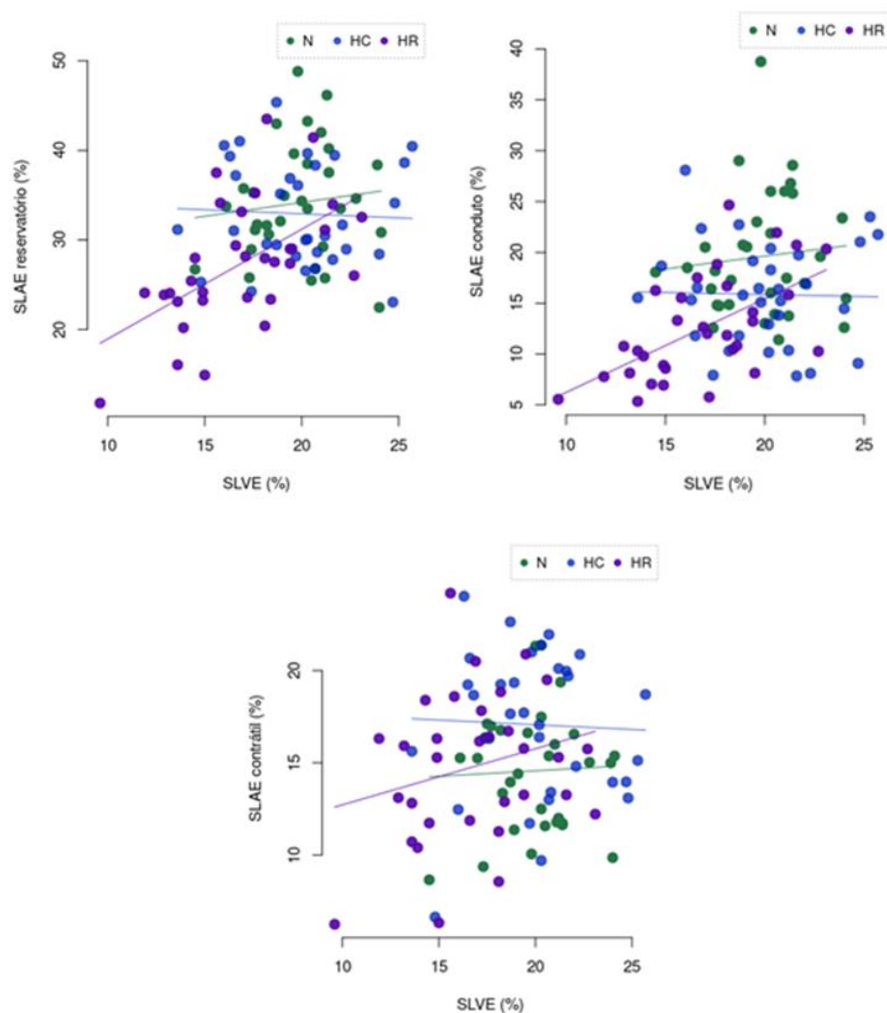 N HC HR
50
40
30
20
SLAE reservatório (%)
10 15 20 25
SLVE (%)
N HC HR
40
35
30
25
20
15
10
5
SLAE conduto (%)
10 15 20 25
SLVE (%)
N HC HR
20
15
10
SLAE contrátil (%)
10 15 20 25
SLVE (%)